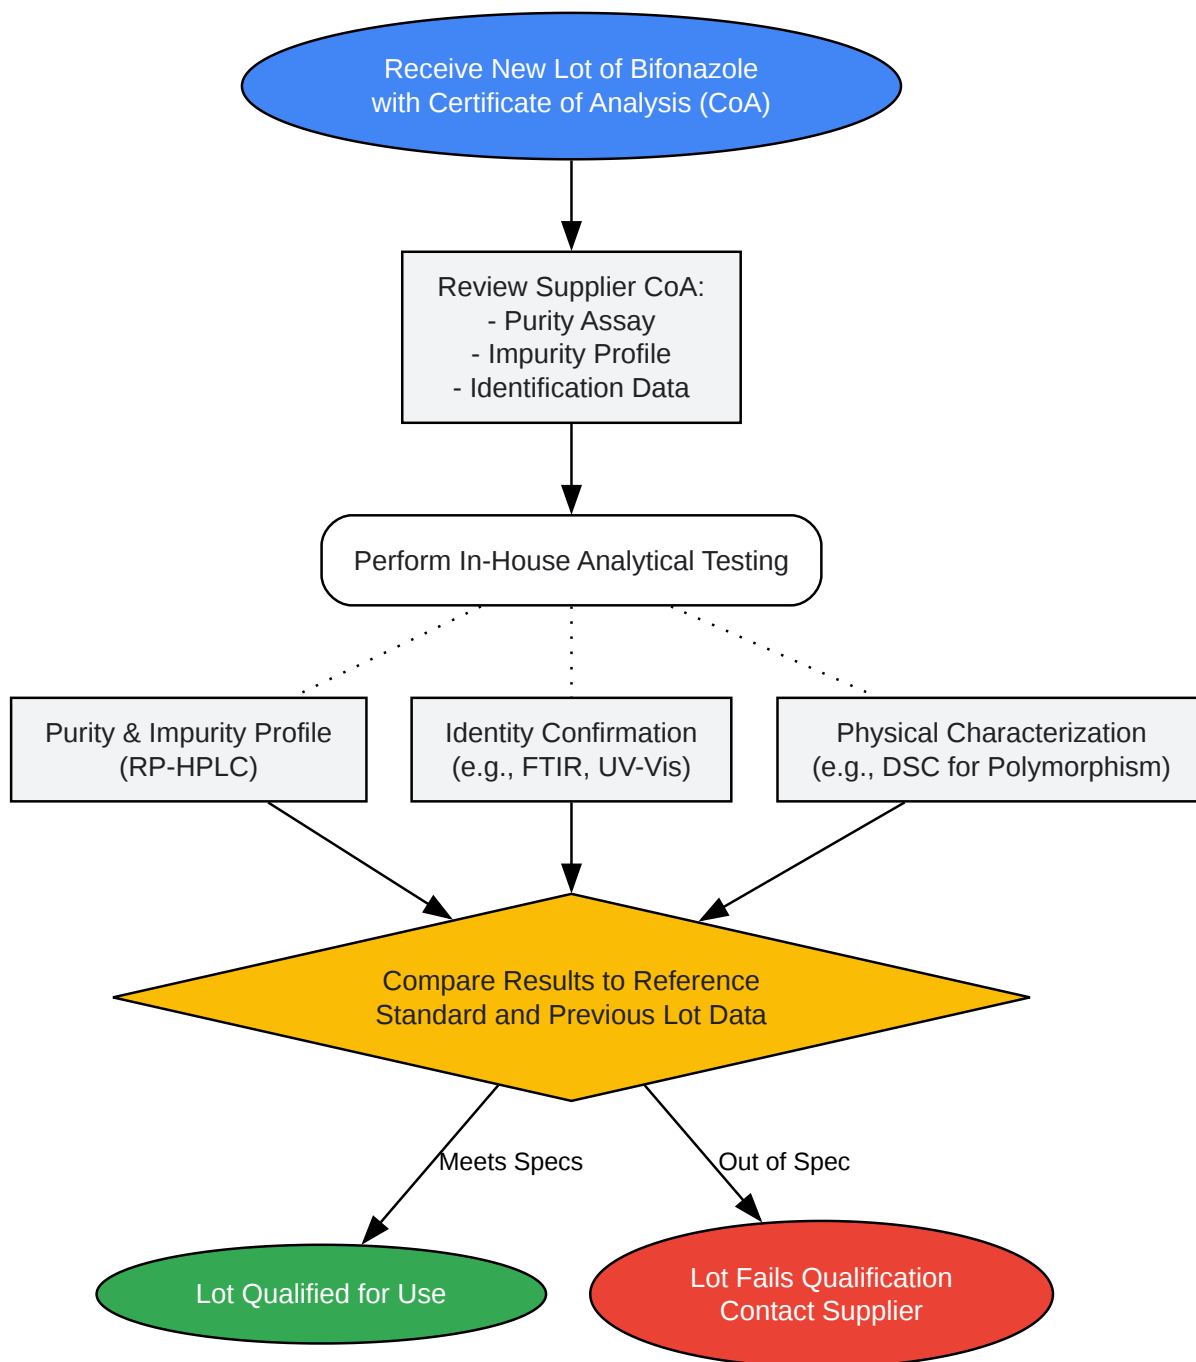 Receive New Lot of Bifonazole
with Certificate of Analysis (CoA)
Review Supplier CoA:
- Purity Assay
- Impurity Profile
- Identification Data
Perform In-House Analytical Testing
Purity & Impurity Profile
(RP-HPLC)
Identity Confirmation
(e.g., FTIR, UV-Vis)
Physical Characterization
(e.g., DSC for Polymorphism)
Compare Results to Reference
Standard and Previous Lot Data
Meets Specs
Out of Spec
Lot Qualified for Use
Lot Fails Qualification
Contact Supplier